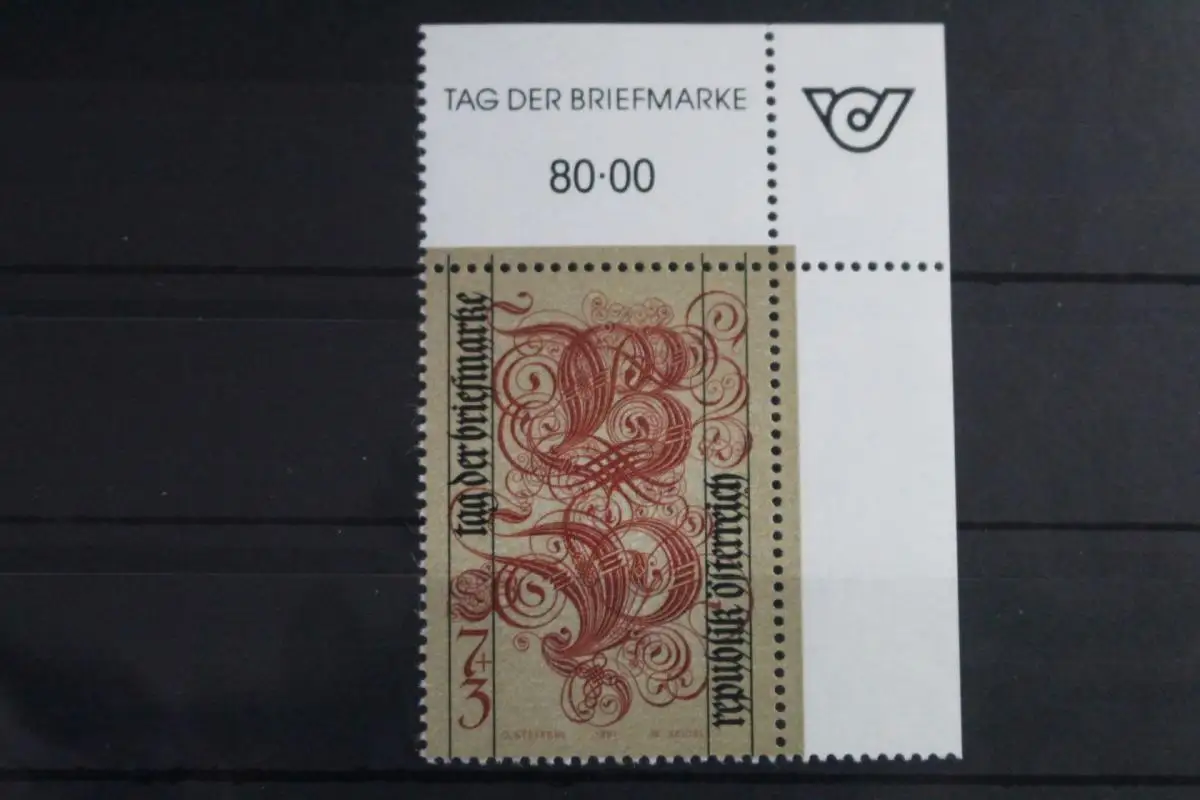 TAG DER BRIEFMARKE
80·00
tag der briefmarke
republik österreich
7+3